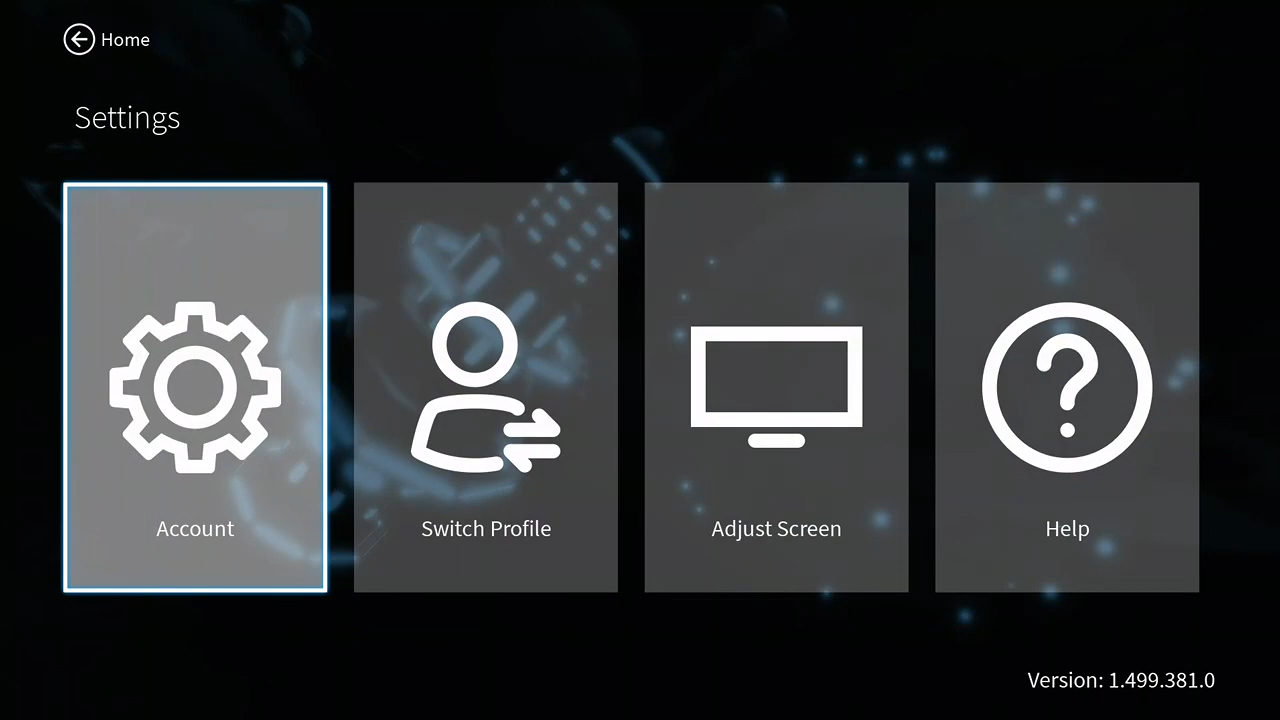 Home
Settings
Account
Switch Profile
Adjust Screen
Help
Version: 1.499.381.0